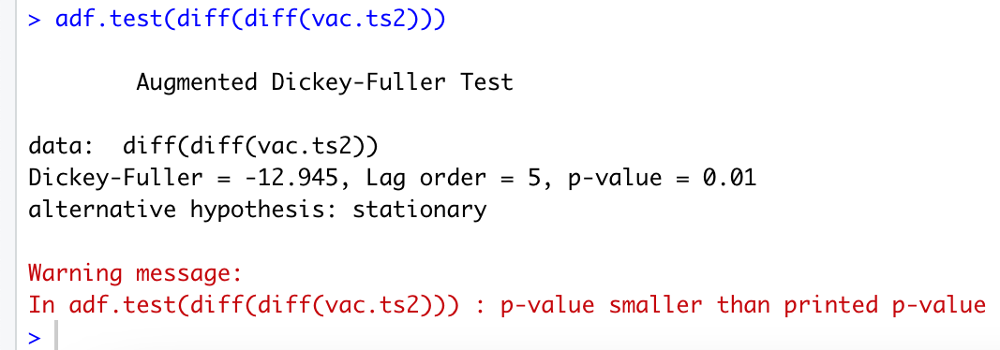 > adf.test(diff(diff(vac.ts2)))
Augmented Dickey-Fuller Test
data:  diff(diff(vac.ts2))
Dickey-Fuller = -12.945, Lag order = 5, p-value = 0.01
alternative hypothesis: stationary
Warning message:
In adf.test(diff(diff(vac.ts2))) : p-value smaller than printed p-value
>